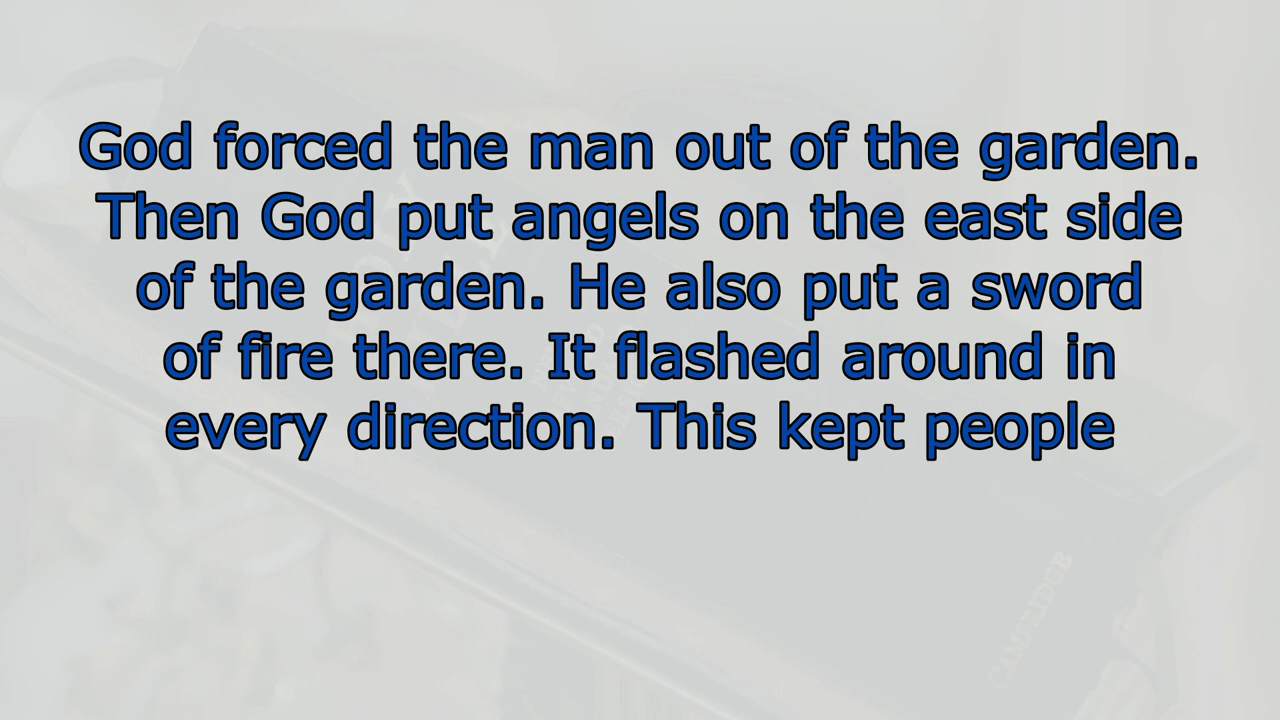 God forced the man out of the garden.
Then God put angels on the east side
of the garden. He also put a sword
of fire there. It flashed around in
every direction. This kept people
CAMBRIDGE